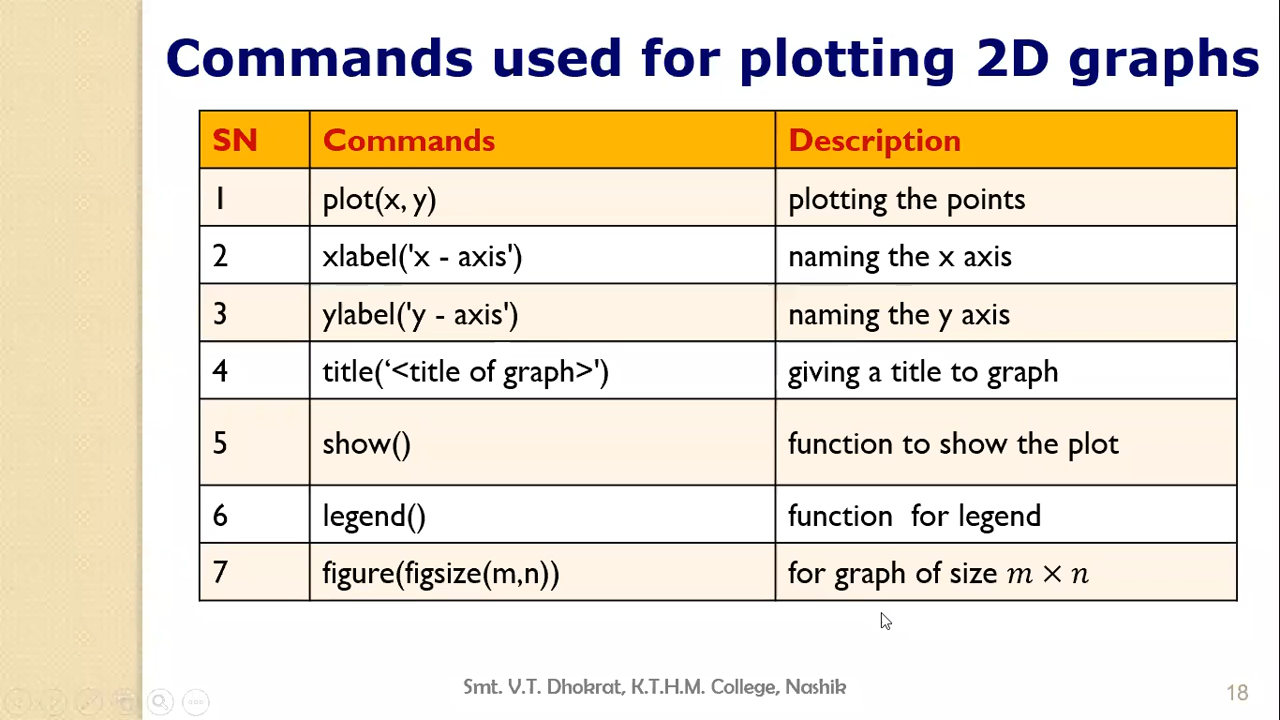 Commands used for plotting 2D graphs
SN Commands Description
1 plot(x, y) plotting the points
2 xlabel('x - axis') naming the x axis
3 ylabel('y - axis') naming the y axis
4 title(‘<title of graph>') giving a title to graph
5 show() function to show the plot
6 legend() function for legend
7 figure(figsize(m,n)) for graph of size m × n
Smt. V.T. Dhokrat, K.T.H.M. College, Nashik
18